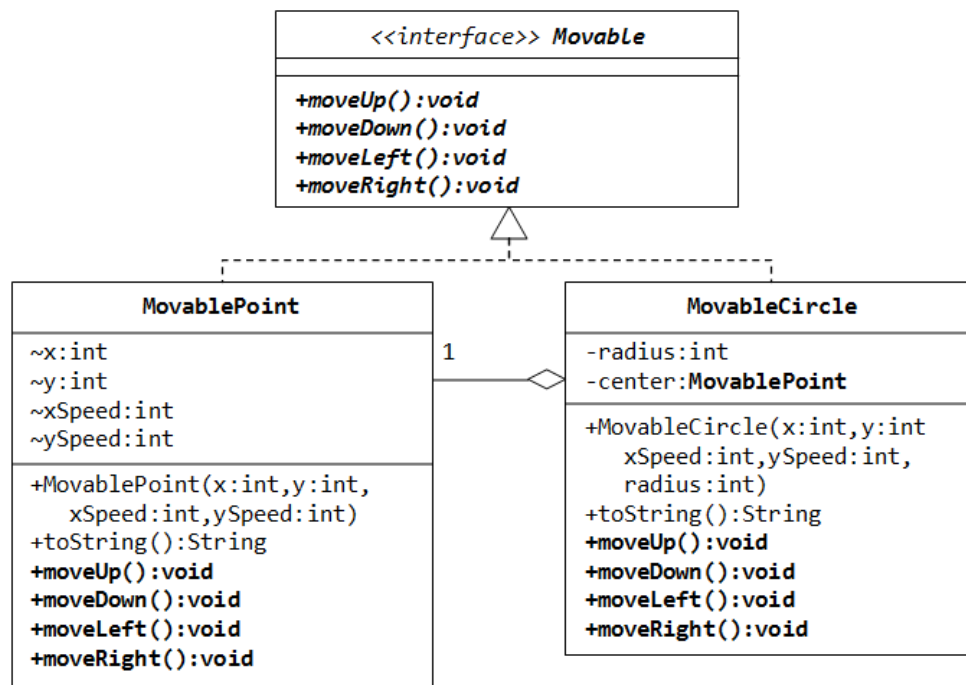 <<interface>> Movable
+moveUp():void
+moveDown():void
+moveLeft():void
+moveRight():void
MovablePoint
~x:int
~y:int
~xSpeed:int
~ySpeed:int
+MovablePoint(x:int,y:int,
xSpeed:int,ySpeed:int)
+toString():String
+moveUp():void
+moveDown():void
+moveLeft():void
+moveRight():void
1
MovableCircle
-radius:int
-center:MovablePoint
+MovableCircle(x:int,y:int
xSpeed:int,ySpeed:int,
radius:int)
+toString():String
+moveUp():void
+moveDown():void
+moveLeft():void
+moveRight():void